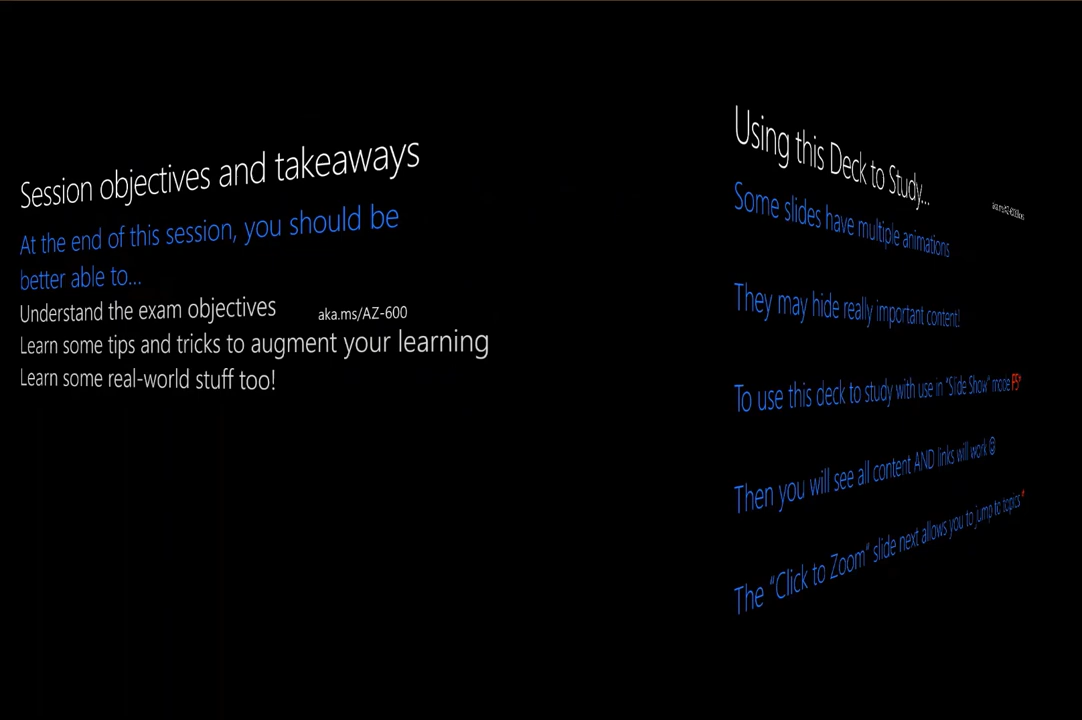 Session objectives and takeaways
At the end of this session, you should be
better able to...
Understand the exam objectives
aka.ms/AZ-600
Learn some tips and tricks to augment your learning
Learn some real-world stuff too!
Using this Deck to Study...
Some slides have multiple animations
They may hide really important content!
To use this deck to study with use in "Slide Show" mode
Then you will see all content AND links will work ☺
The "Click to Zoom" slide next allows you to jump to topics*